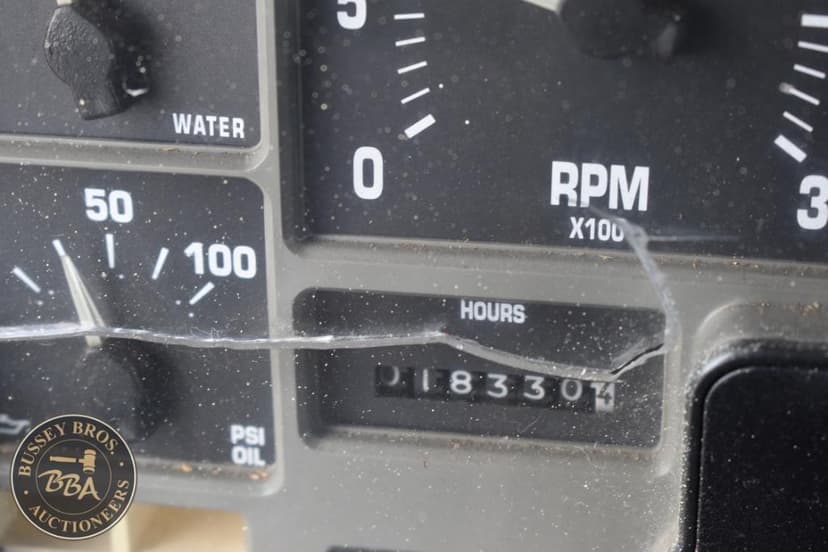 5
WATER
0
RPM
X100
3
50
100
HOURS
0183304
PSI
OIL
BUSSEY BROS.
BBA
AUCTIONEERS